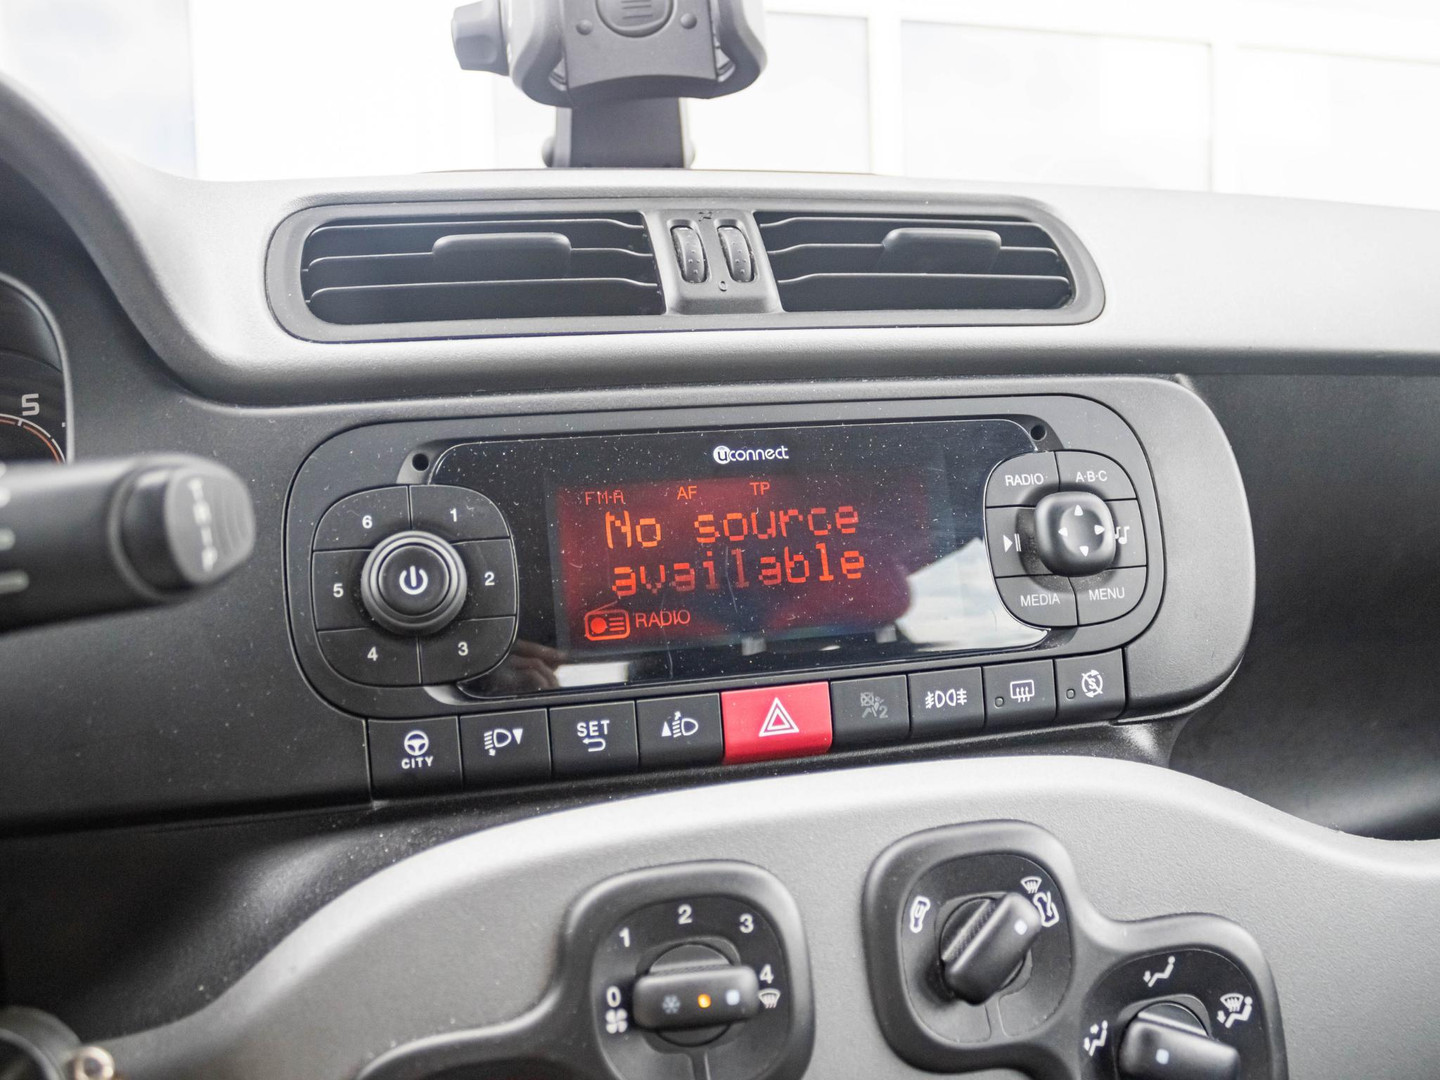 5
uconnect
FM-A AF TP
No source
available
RADIO
6 1
5 2
4 3
RADIO A·B·C
MEDIA MENU
CITY
SET
2
0 1 2 3 4